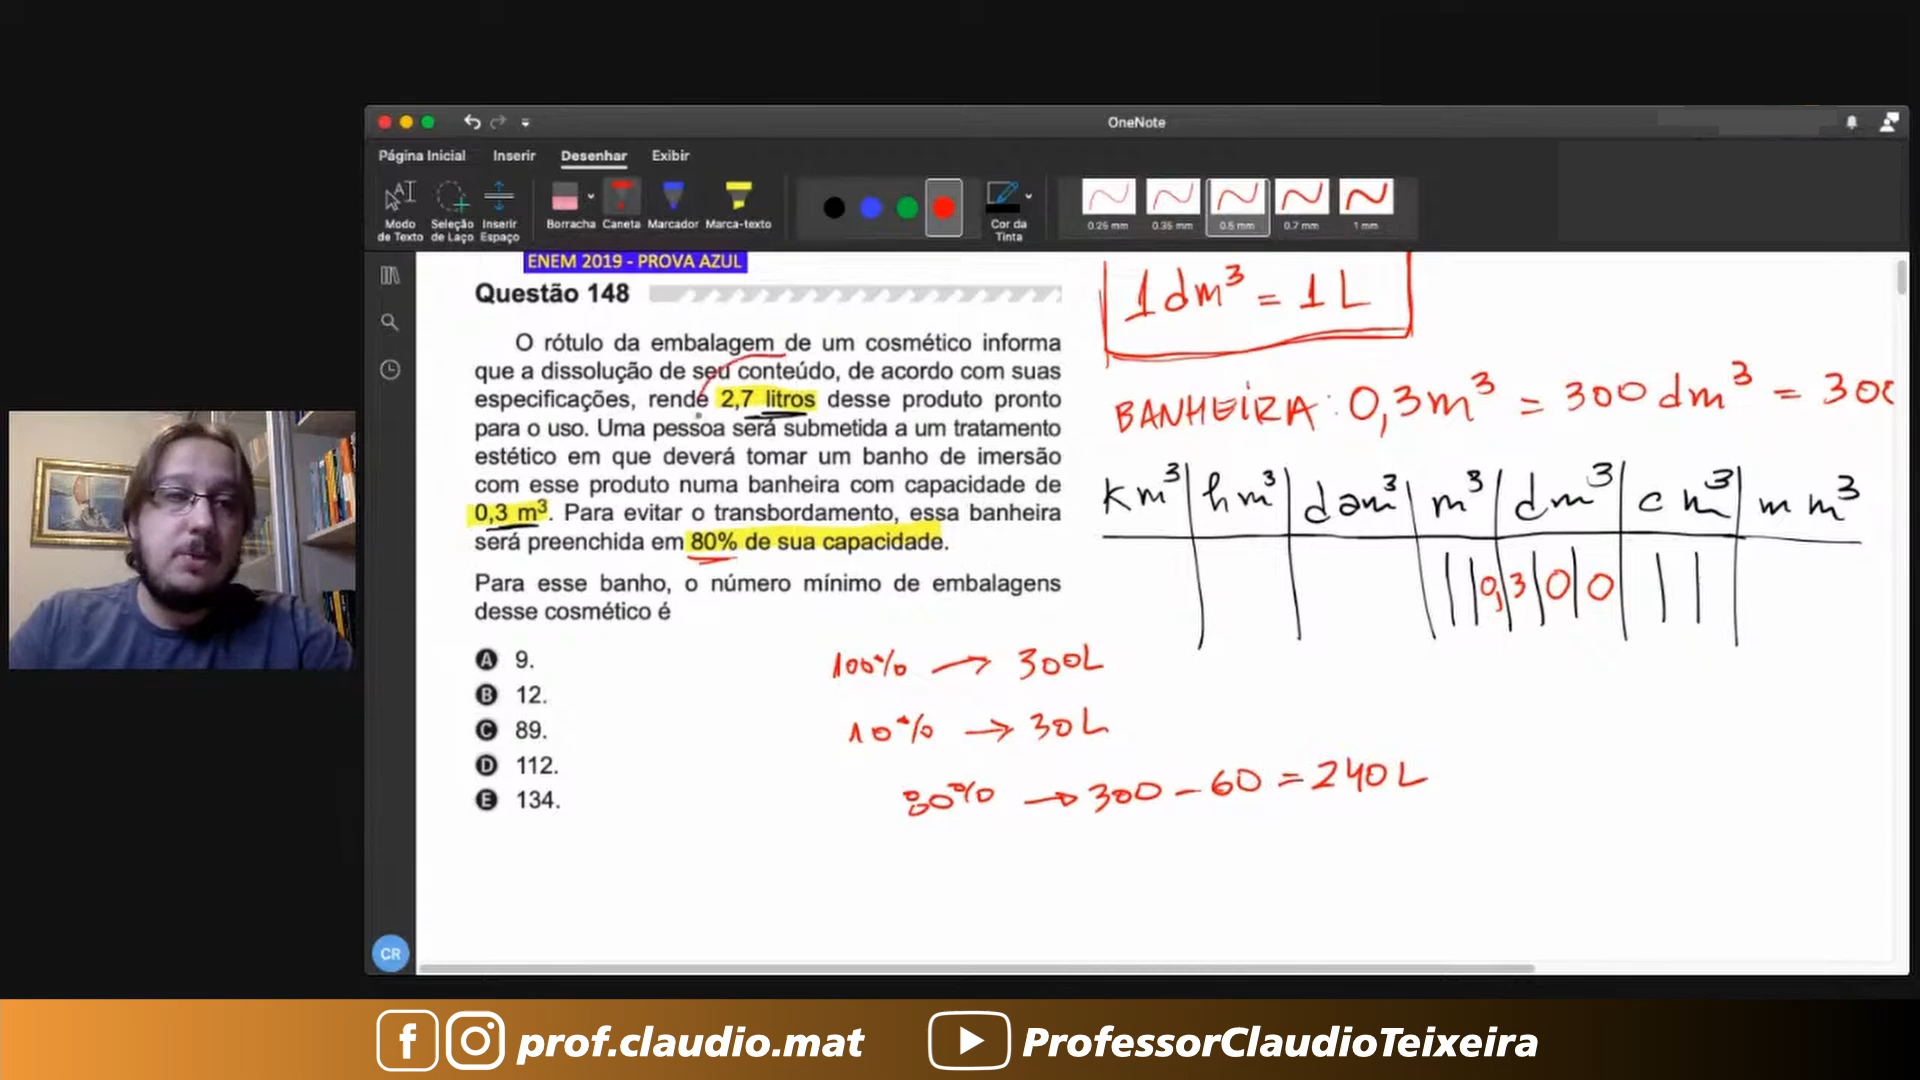 OneNote
Página Inicial Inserir Desenhar Exibir
Modo de Texto
Seleção de Laço
Inserir Espaço
Borracha Caneta Marcador Marca-texto
Cor da Tinta
0.25 mm 0.35 mm 0.5 mm 0.7 mm 1 mm
ENEM 2019 - PROVA AZUL
Questão 148
O rótulo da embalagem de um cosmético informa
que a dissolução de seu conteúdo, de acordo com suas
especificações, rende 2,7 litros desse produto pronto
para o uso. Uma pessoa será submetida a um tratamento
estético em que deverá tomar um banho de imersão
com esse produto numa banheira com capacidade de
0,3 m³. Para evitar o transbordamento, essa banheira
será preenchida em 80% de sua capacidade.
Para esse banho, o número mínimo de embalagens
desse cosmético é
A 9.
B 12.
C 89.
D 112.
E 134.
1 dm³ = 1 L
BANHEIRA: 0,3m³ = 300 dm³ = 300
Km³ hm³ dam³ m³ dm³ cm³ mm³
0, 3 0 0
100% → 300L
10% → 30L
80% → 300 - 60 = 240L
CR
prof.claudio.mat
ProfessorClaudioTeixeira